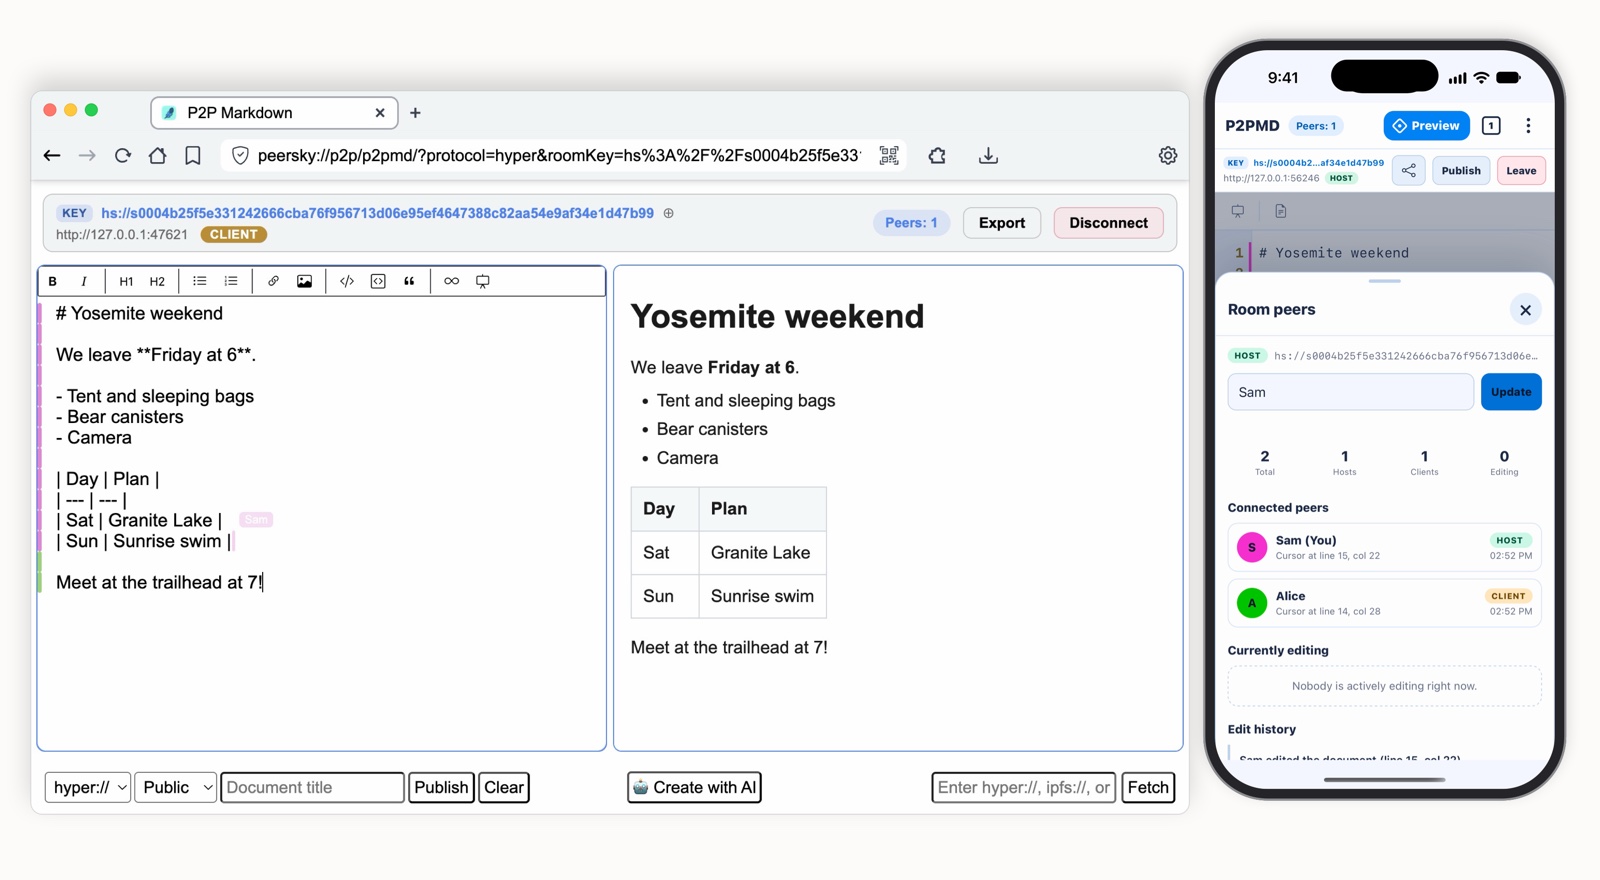 P2P Markdown
peersky://p2p/p2pmd/?protocol=hyper&roomKey=hs%3A%2F%2Fs0004b25f5e33
KEY hs://s0004b25f5e331242666cba76f956713d06e95ef4647388c82aa54e9af34e1d47b99
http://127.0.0.1:47621 CLIENT
Peers: 1 Export Disconnect
B I H1 H2
# Yosemite weekend
We leave **Friday at 6**.
- Tent and sleeping bags
- Bear canisters
- Camera
| Day | Plan |
| --- | --- |
| Sat | Granite Lake | Sam
| Sun | Sunrise swim |
Meet at the trailhead at 7!
Yosemite weekend
We leave Friday at 6.
• Tent and sleeping bags
• Bear canisters
• Camera
Day Plan
Sat Granite Lake
Sun Sunrise swim
Meet at the trailhead at 7!
hyper:// Public Document title Publish Clear
Create with AI
Enter hyper://, ipfs://, or Fetch
9:41
P2PMD Peers: 1 Preview 1
KEY hs://s0004b2...af34e1d47b99
http://127.0.0.1:56246 HOST
Publish Leave
1 # Yosemite weekend
Room peers
HOST hs://s0004b25f5e331242666cba76f956713d06e…
Sam Update
2 1 1 0
Total Hosts Clients Editing
Connected peers
S Sam (You) HOST
Cursor at line 15, col 22 02:52 PM
A Alice CLIENT
Cursor at line 14, col 28 02:52 PM
Currently editing
Nobody is actively editing right now.
Edit history
Sam edited the document (line 15, col 22)